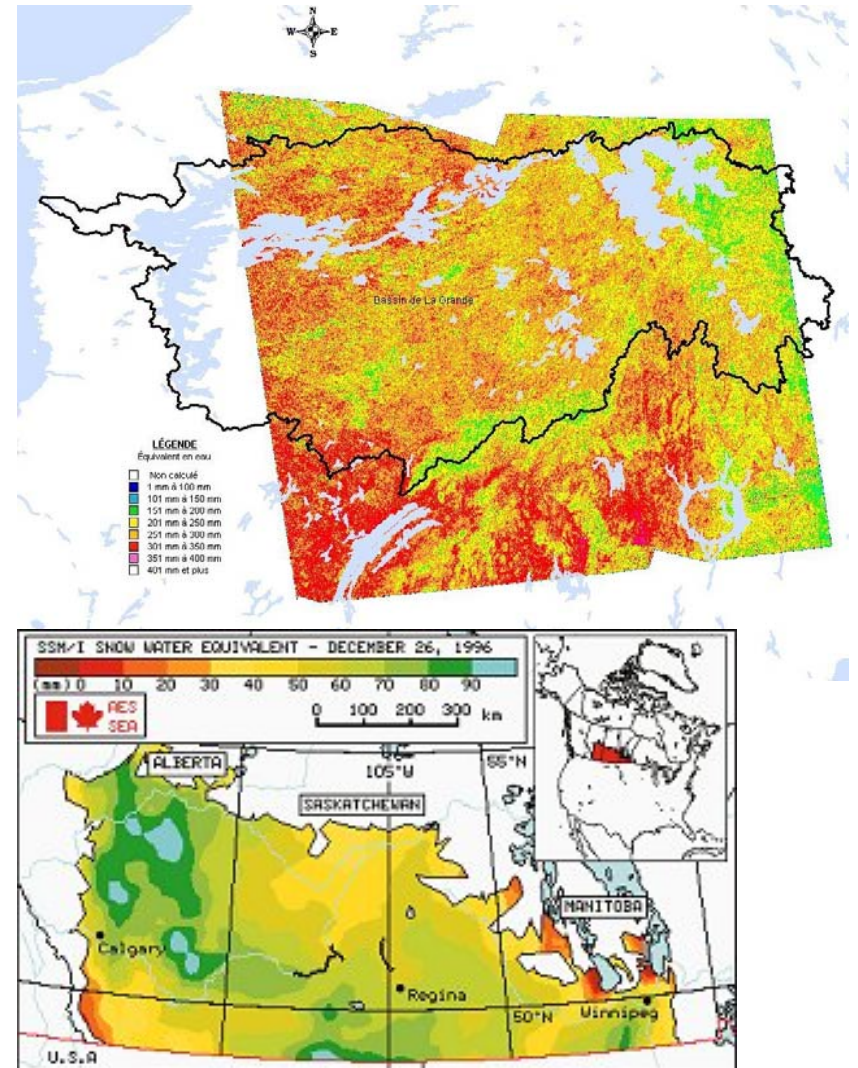 N
W E
S
Bassin de La Grande
LÉGENDE
Équivalent en eau
Non calculé
1 mm à 100 mm
101 mm à 150 mm
151 mm à 200 mm
201 mm à 250 mm
251 mm à 300 mm
301 mm à 350 mm
351 mm à 400 mm
401 mm et plus
SSM/I SNOW WATER EQUIVALENT - DECEMBER 26, 1996
(mm) 0 10 20 30 40 50 60 70 80 90
AES
SEA
0 100 200 300 km
ALBERTA
105°W
55°N
SASKATCHEWAN
MANITOBA
Calgary
Regina
50°N
Winnipeg
U.S.A